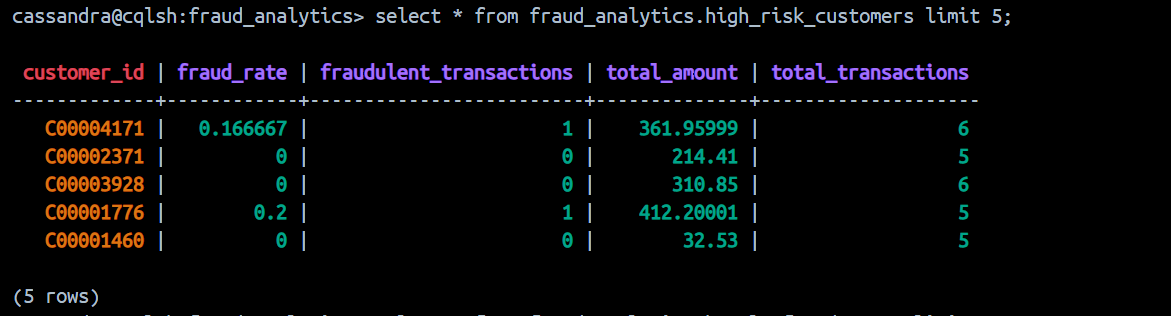 cassandra@cqlsh:fraud_analytics> select * from fraud_analytics.high_risk_customers limit 5;
customer_id | fraud_rate | fraudulent_transactions | total_amount | total_transactions
-------------+------------+-------------------------+--------------+--------------------
C00004171 | 0.166667 | 1 | 361.95999 | 6
C00002371 | 0 | 0 | 214.41 | 5
C00003928 | 0 | 0 | 310.85 | 6
C00001776 | 0.2 | 1 | 412.20001 | 5
C00001460 | 0 | 0 | 32.53 | 5
(5 rows)